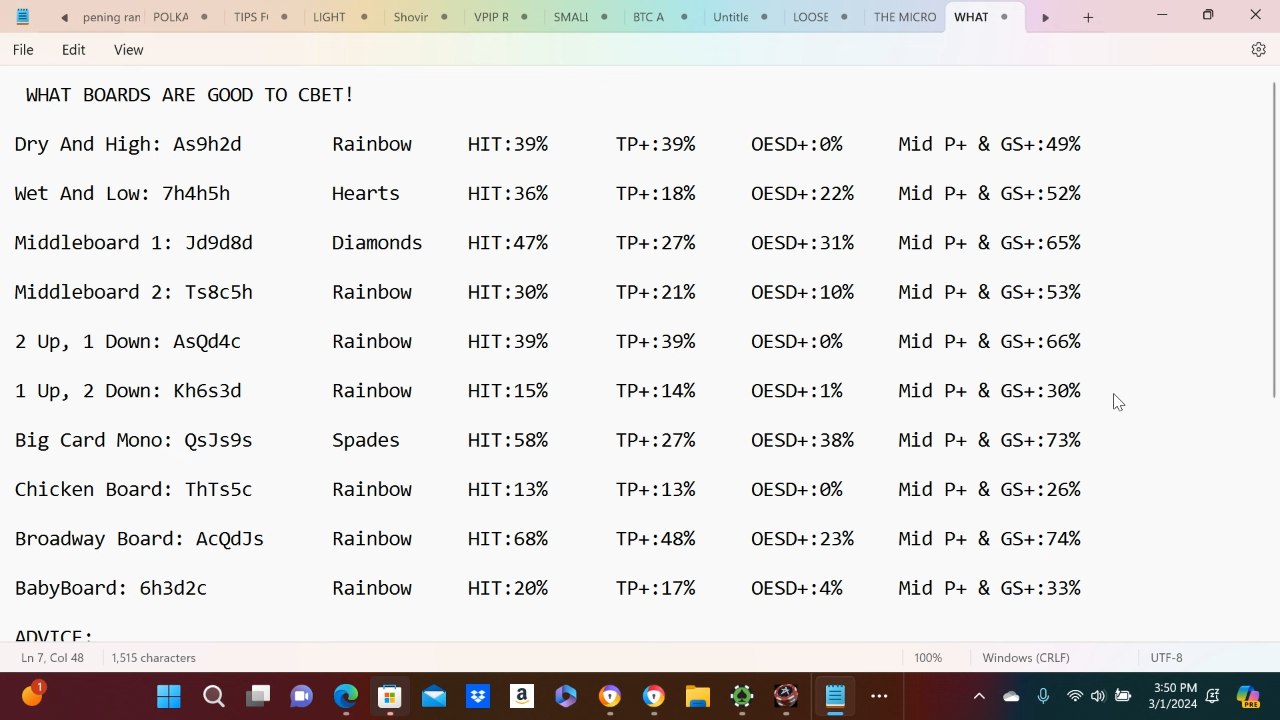 pening ran POLKA TIPS F LIGHT Shovir VPIP R SMALL BTC A Untitle LOOSE THE MICRO WHAT
File Edit View
WHAT BOARDS ARE GOOD TO CBET!
Dry And High: As9h2d Rainbow HIT:39% TP+:39% OESD+:0% Mid P+ & GS+:49%
Wet And Low: 7h4h5h Hearts HIT:36% TP+:18% OESD+:22% Mid P+ & GS+:52%
Middleboard 1: Jd9d8d Diamonds HIT:47% TP+:27% OESD+:31% Mid P+ & GS+:65%
Middleboard 2: Ts8c5h Rainbow HIT:30% TP+:21% OESD+:10% Mid P+ & GS+:53%
2 Up, 1 Down: AsQd4c Rainbow HIT:39% TP+:39% OESD+:0% Mid P+ & GS+:66%
1 Up, 2 Down: Kh6s3d Rainbow HIT:15% TP+:14% OESD+:1% Mid P+ & GS+:30%
Big Card Mono: QsJs9s Spades HIT:58% TP+:27% OESD+:38% Mid P+ & GS+:73%
Chicken Board: ThTs5c Rainbow HIT:13% TP+:13% OESD+:0% Mid P+ & GS+:26%
Broadway Board: AcQdJs Rainbow HIT:68% TP+:48% OESD+:23% Mid P+ & GS+:74%
BabyBoard: 6h3d2c Rainbow HIT:20% TP+:17% OESD+:4% Mid P+ & GS+:33%
ADVICE:
Ln 7, Col 48 1,515 characters 100% Windows (CRLF) UTF-8
1 a 3:50 PM PRE
3/1/2024